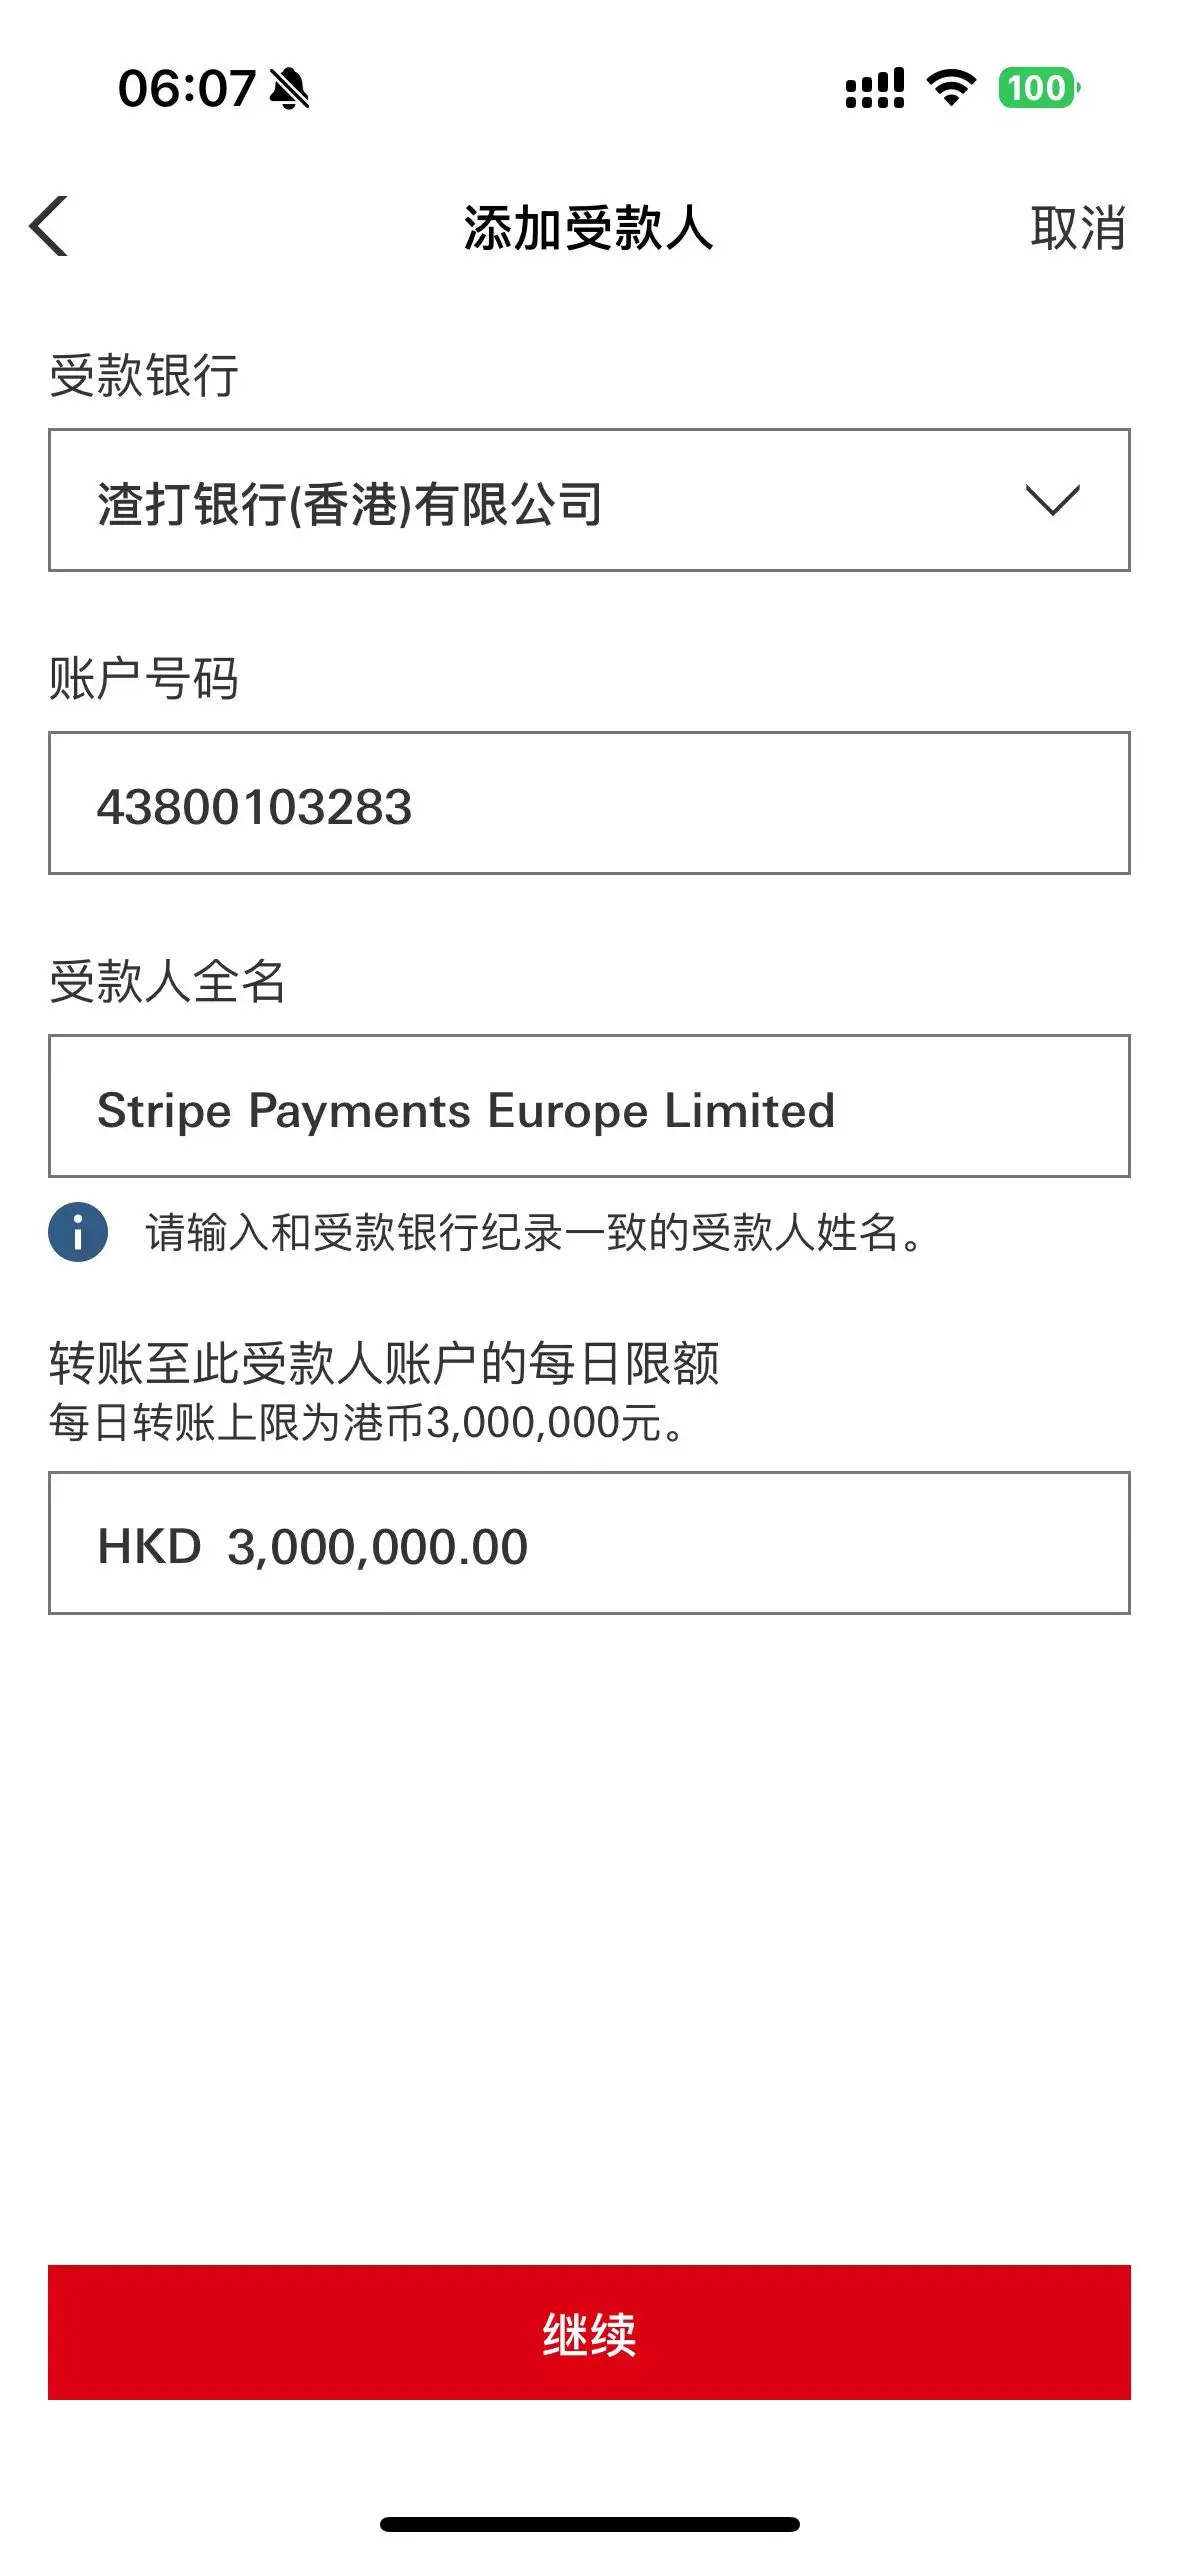 06:07
100
添加受款人
取消
受款银行
渣打银行(香港)有限公司
账户号码
43800103283
受款人全名
Stripe Payments Europe Limited
请输入和受款银行纪录一致的受款人姓名。
转账至此受款人账户的每日限额
每日转账上限为港币3,000,000元。
HKD 3,000,000.00
继续